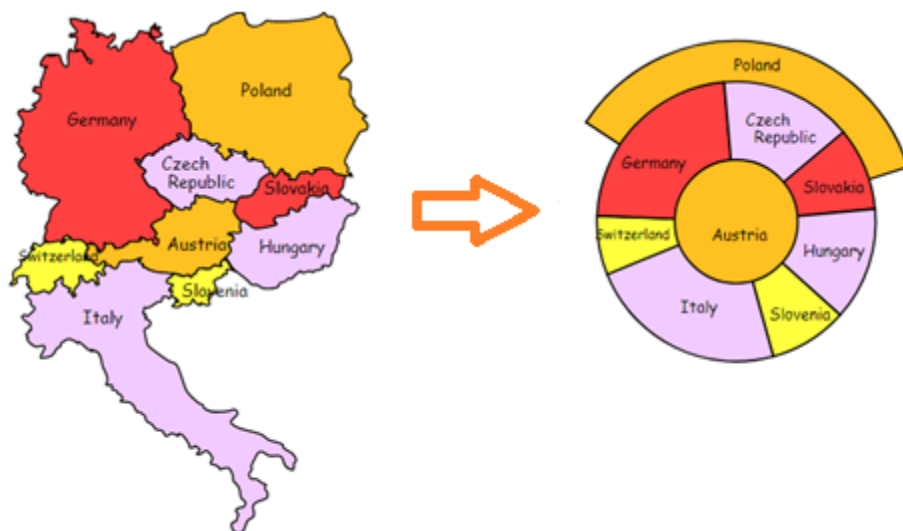 Poland
Germany
Czech
Republic
Slovakia
Austria
Hungary
Switzerland
Slovenia
Italy
Poland
Czech
Republic
Germany
Slovakia
Switzerland
Austria
Hungary
Italy
Slovenia